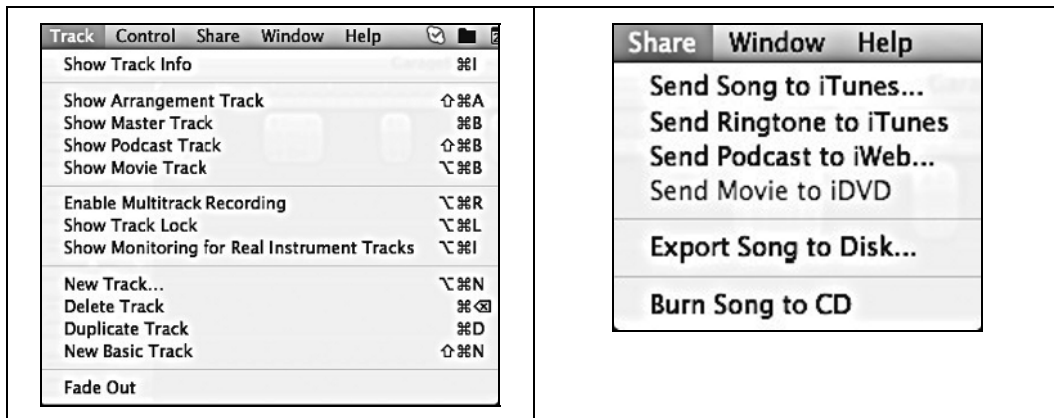 Track Control Share Window Help
Show Track Info ⌘I
Show Arrangement Track ⇧⌘A
Show Master Track ⌘B
Show Podcast Track ⇧⌘B
Show Movie Track ⌥⌘B
Enable Multitrack Recording ⌥⌘R
Show Track Lock ⌥⌘L
Show Monitoring for Real Instrument Tracks ⌥⌘I
New Track... ⌥⌘N
Delete Track ⌘⌫
Duplicate Track ⌘D
New Basic Track ⇧⌘N
Fade Out
Share Window Help
Send Song to iTunes...
Send Ringtone to iTunes
Send Podcast to iWeb...
Send Movie to iDVD
Export Song to Disk...
Burn Song to CD